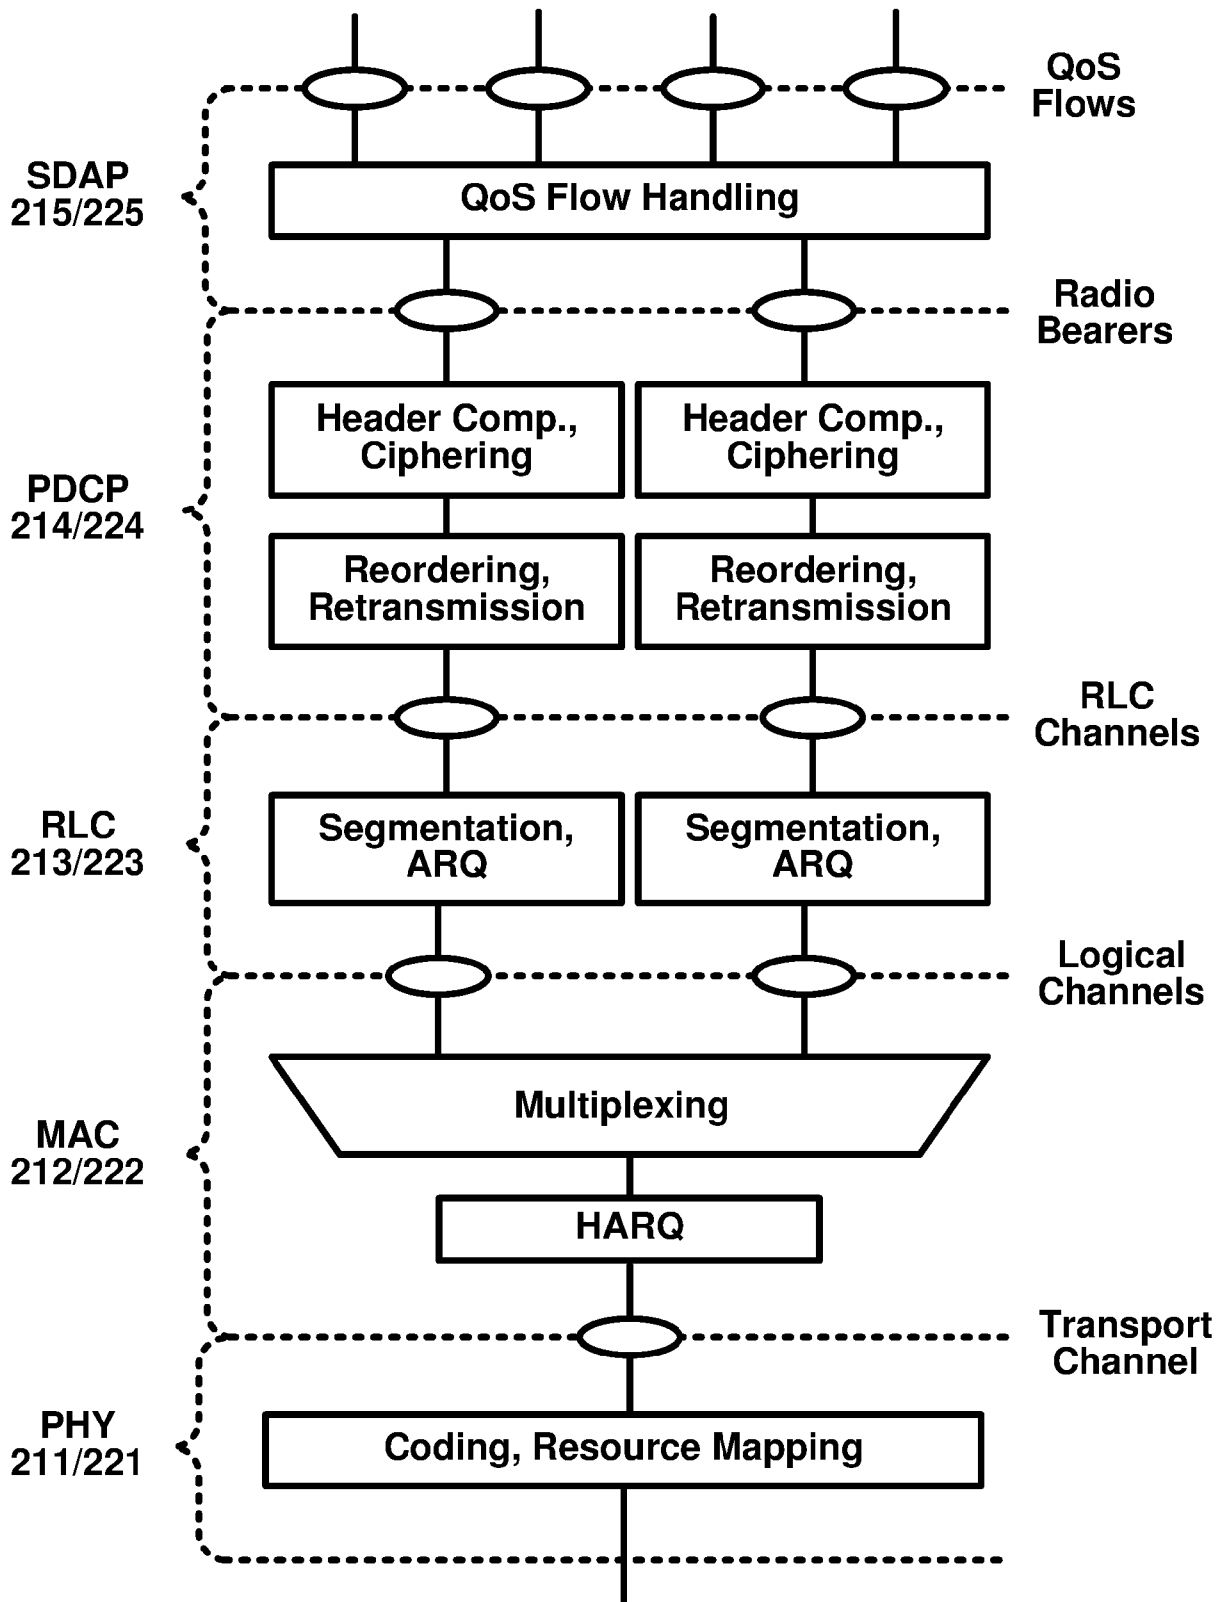 QoS
Flows
SDAP
215/225
QoS Flow Handling
Radio
Bearers
Header Comp.,
Ciphering
Header Comp.,
Ciphering
PDCP
214/224
Reordering,
Retransmission
Reordering,
Retransmission
RLC
Channels
RLC
213/223
Segmentation,
ARQ
Segmentation,
ARQ
Logical
Channels
Multiplexing
MAC
212/222
HARQ
Transport
Channel
PHY
211/221
Coding, Resource Mapping